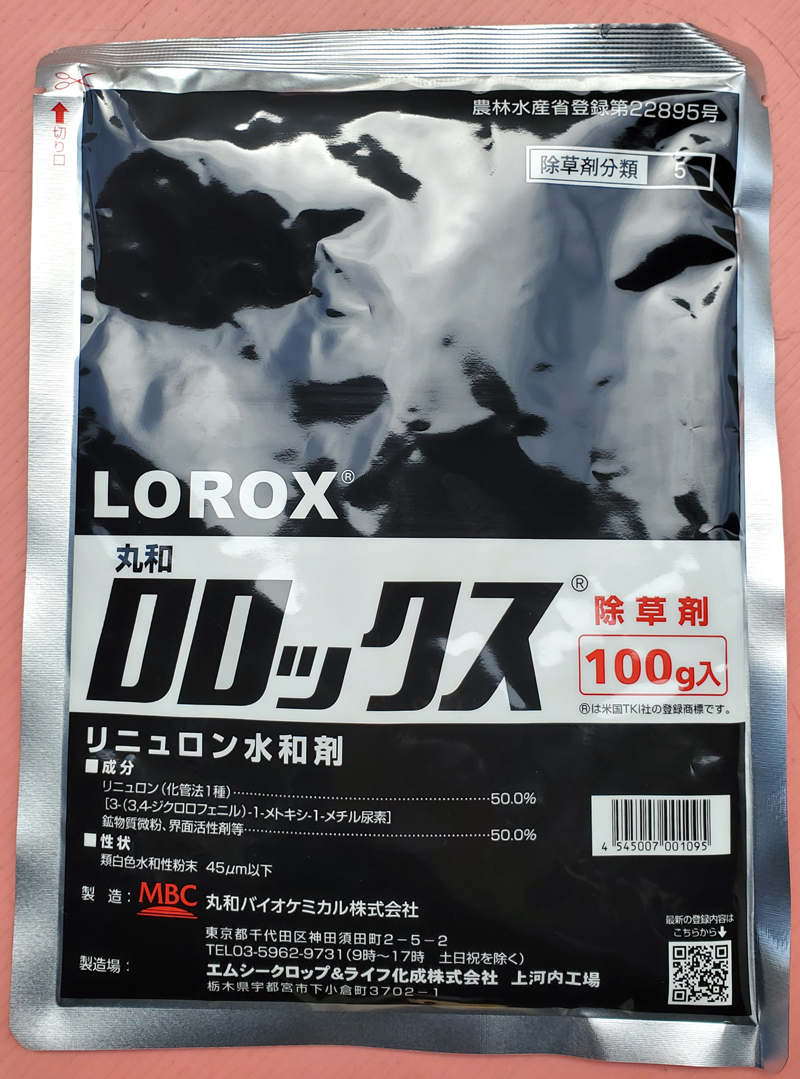 切り口
農林水産省登録第22895号
除草剤分類 5
LOROX®
丸和
ロロックス®
除草剤
100g入
®は米国TKI社の登録商標です。
リニュロン水和剤
■成分
リニュロン(化管法1種)‥‥‥‥‥‥‥‥‥‥50.0%
[3-(3,4-ジクロロフェニル)-1-メトキシ-1-メチル尿素]
鉱物質微粉、界面活性剤等‥‥‥‥‥‥‥‥‥‥50.0%
■性状
類白色水和性粉末 45μm以下
4 545007 001095
製 造: MBC 丸和バイオケミカル株式会社
東京都千代田区神田須田町2-5-2
TEL03-5962-9731(9時～17時 土日祝を除く)
製造場: エムシークロップ&ライフ化成株式会社 上河内工場
栃木県宇都宮市下小倉町3702-1
最新の登録内容は
こちらから↓